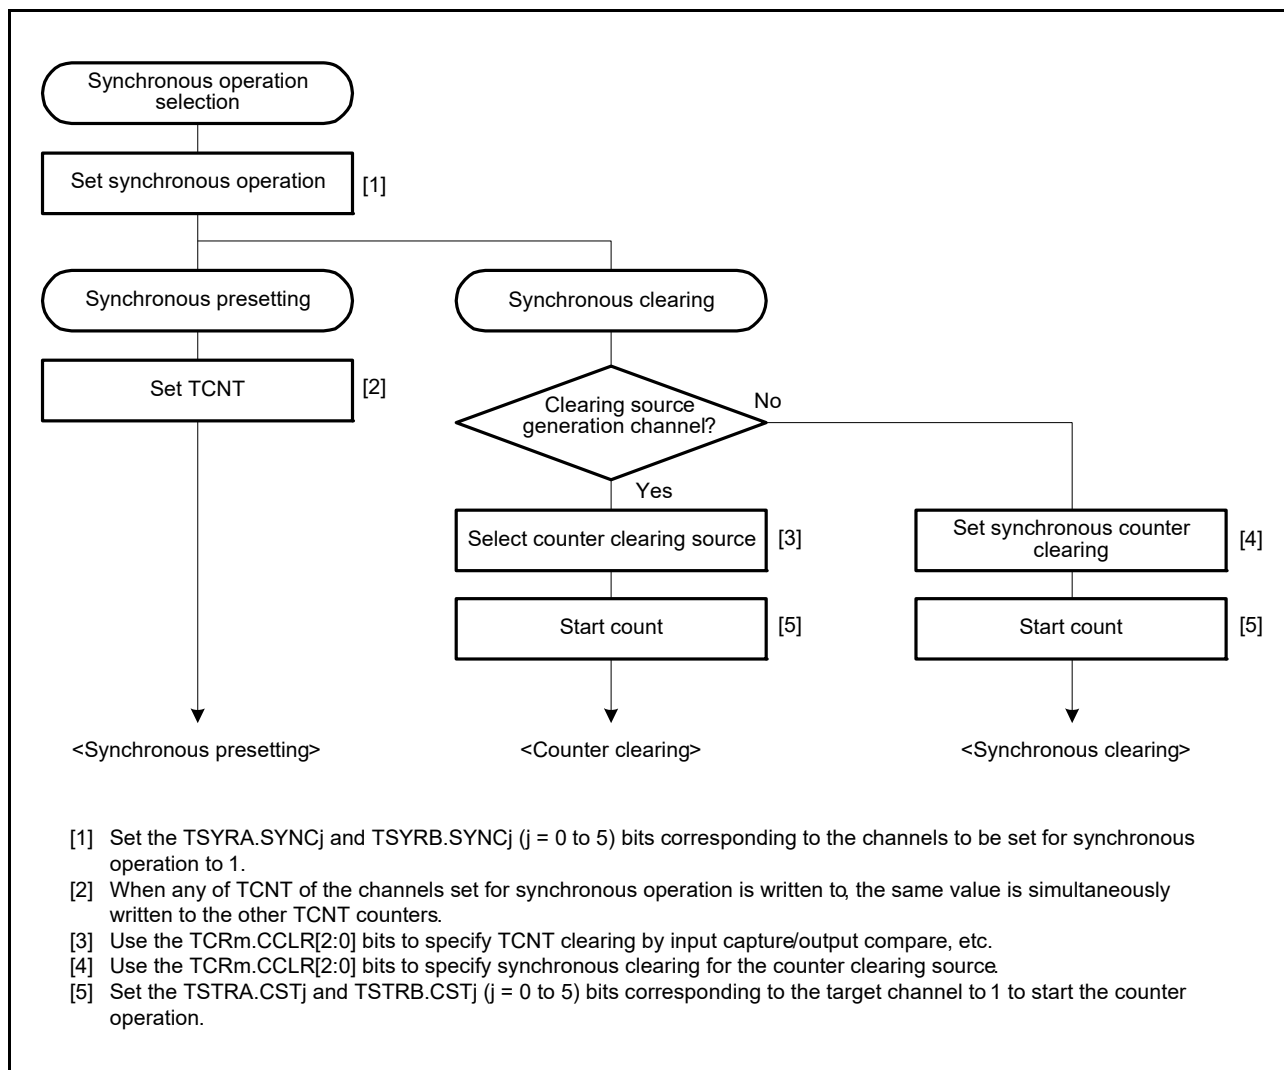 Synchronous operation
selection
Set synchronous operation [1]
Synchronous presetting
Synchronous clearing
Set TCNT [2]
Clearing source
generation channel?
No
Yes
Select counter clearing source [3]
Set synchronous counter
clearing
[4]
Start count [5]
Start count [5]
<Synchronous presetting>
<Counter clearing>
<Synchronous clearing>
[1] Set the TSYRA.SYNCj and TSYRB.SYNCj (j = 0 to 5) bits corresponding to the channels to be set for synchronous
operation to 1.
[2] When any of TCNT of the channels set for synchronous operation is written to, the same value is simultaneously
written to the other TCNT counters.
[3] Use the TCRm.CCLR[2:0] bits to specify TCNT clearing by input capture/output compare, etc.
[4] Use the TCRm.CCLR[2:0] bits to specify synchronous clearing for the counter clearing source.
[5] Set the TSTRA.CSTj and TSTRB.CSTj (j = 0 to 5) bits corresponding to the target channel to 1 to start the counter
operation.